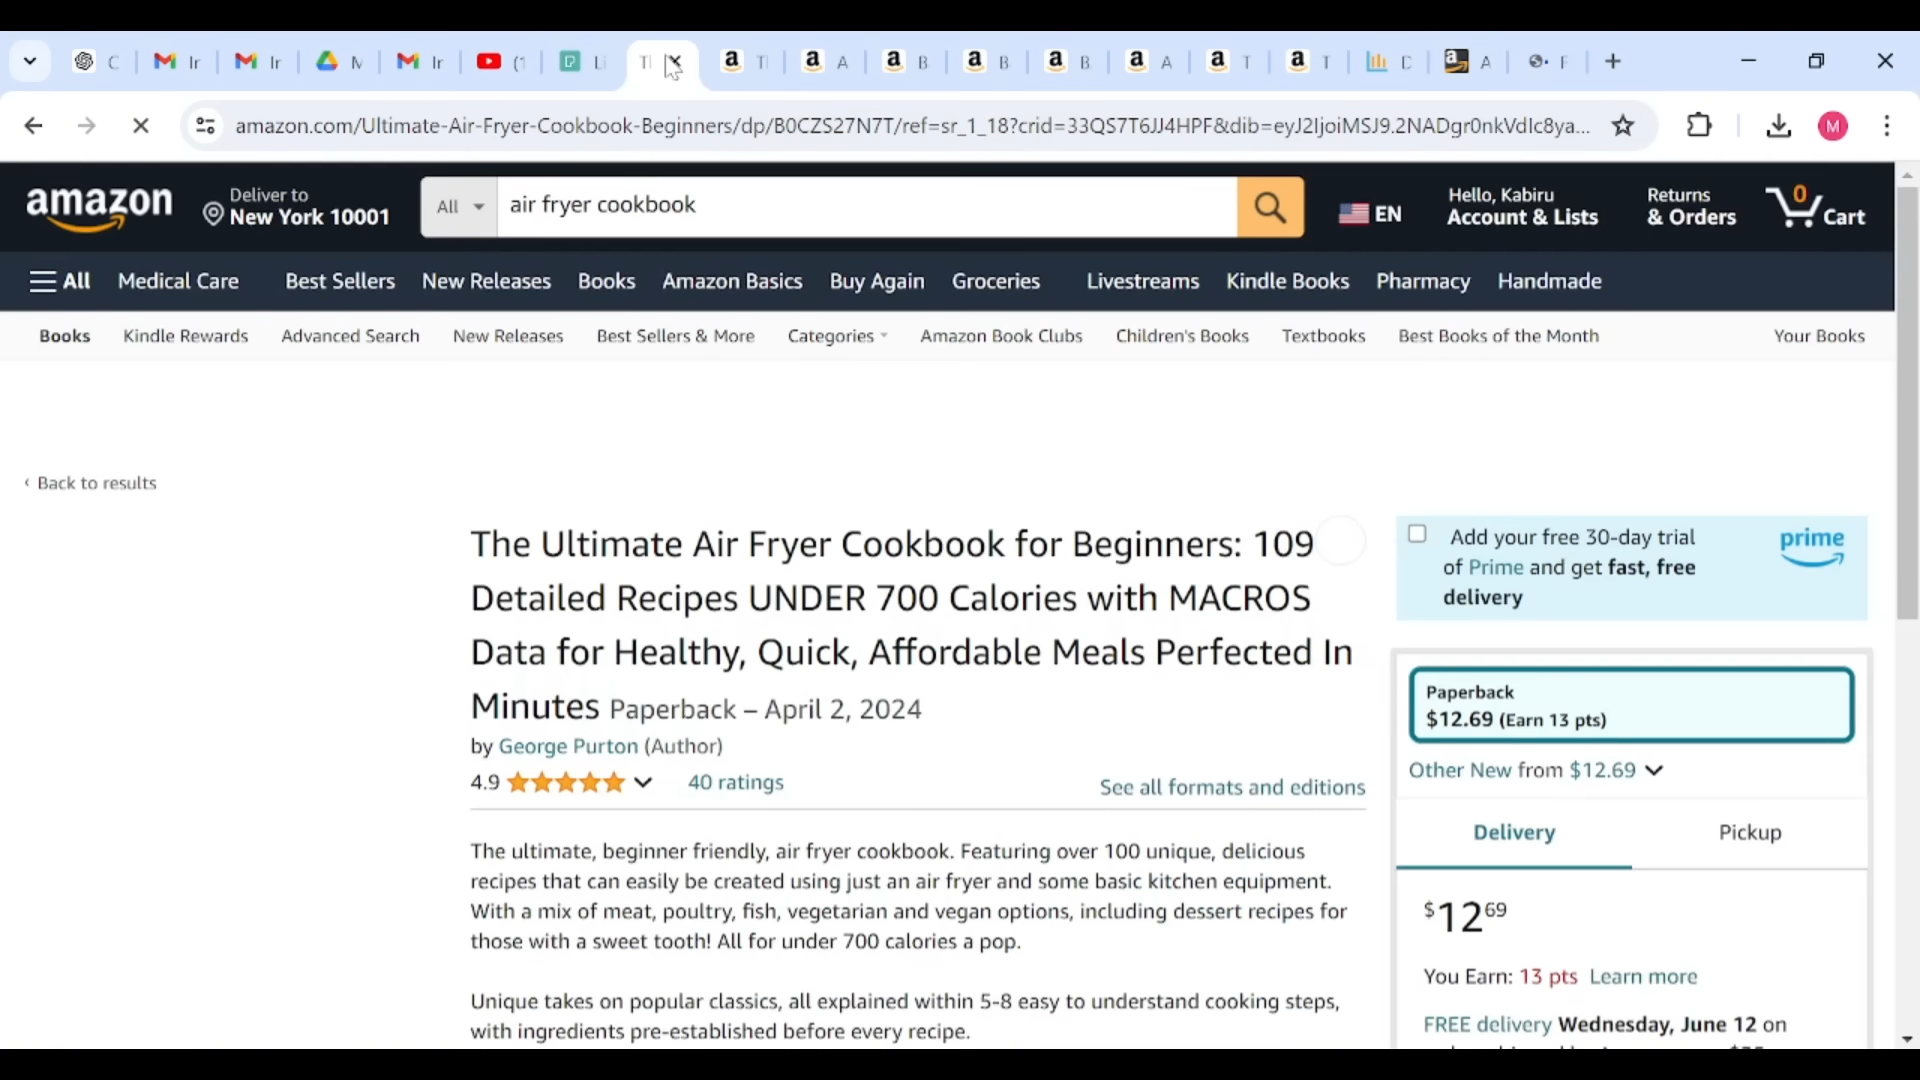 C
Ir
Ir
M
Ir
(1
Li
Tl
Tl
A
B
B
B
A
T
T
C
A
F
amazon.com/Ultimate-Air-Fryer-Cookbook-Beginners/dp/B0CZS27N7T/ref=sr_1_18?crid=33QS7T6JJ4HPF&dib=eyJ2IjoiMSJ9.2NADgr0nkVdIc8ya...
M
amazon
Deliver to
New York 10001
All
air fryer cookbook
EN
Hello, Kabiru
Account & Lists
Returns
& Orders
0
Cart
All
Medical Care
Best Sellers
New Releases
Books
Amazon Basics
Buy Again
Groceries
Livestreams
Kindle Books
Pharmacy
Handmade
Books
Kindle Rewards
Advanced Search
New Releases
Best Sellers & More
Categories
Amazon Book Clubs
Children's Books
Textbooks
Best Books of the Month
Your Books
‹ Back to results
The Ultimate Air Fryer Cookbook for Beginners: 109
Detailed Recipes UNDER 700 Calories with MACROS
Data for Healthy, Quick, Affordable Meals Perfected In
Minutes Paperback – April 2, 2024
by George Purton (Author)
4.9
40 ratings
See all formats and editions
The ultimate, beginner friendly, air fryer cookbook. Featuring over 100 unique, delicious
recipes that can easily be created using just an air fryer and some basic kitchen equipment.
With a mix of meat, poultry, fish, vegetarian and vegan options, including dessert recipes for
those with a sweet tooth! All for under 700 calories a pop.
Unique takes on popular classics, all explained within 5-8 easy to understand cooking steps,
with ingredients pre-established before every recipe.
Add your free 30-day trial
of Prime and get fast, free
delivery
prime
Paperback
$12.69 (Earn 13 pts)
Other New from $12.69
Delivery
Pickup
$12 69
You Earn: 13 pts Learn more
FREE delivery Wednesday, June 12 on